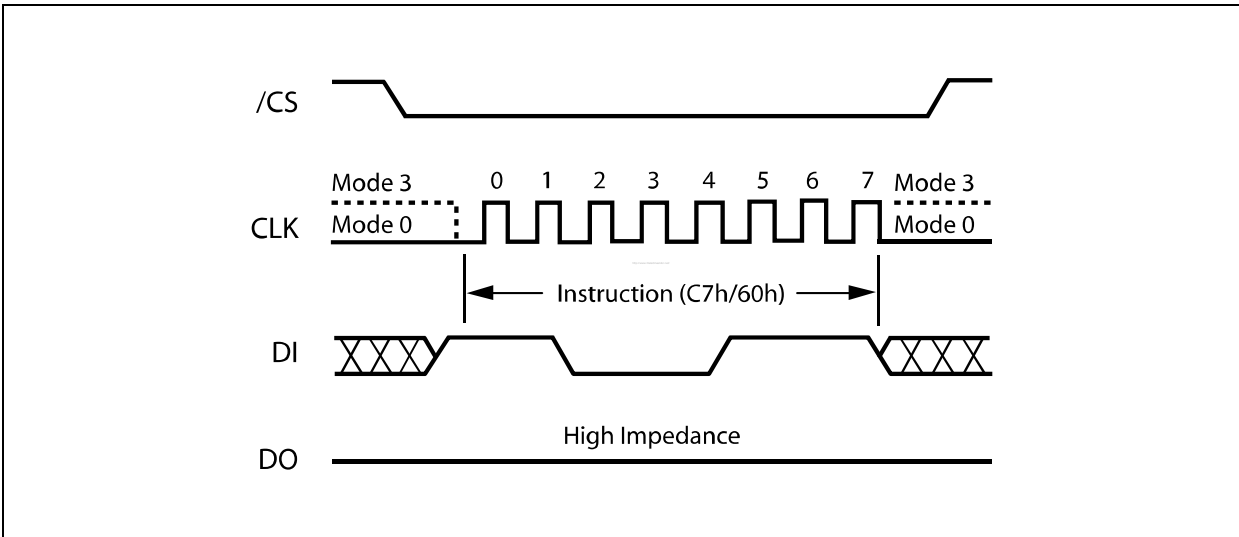 /CS
Mode 3 0 1 2 3 4 5 6 7 Mode 3
CLK Mode 0 Mode 0
Instruction (C7h/60h)
DI
High Impedance
DO